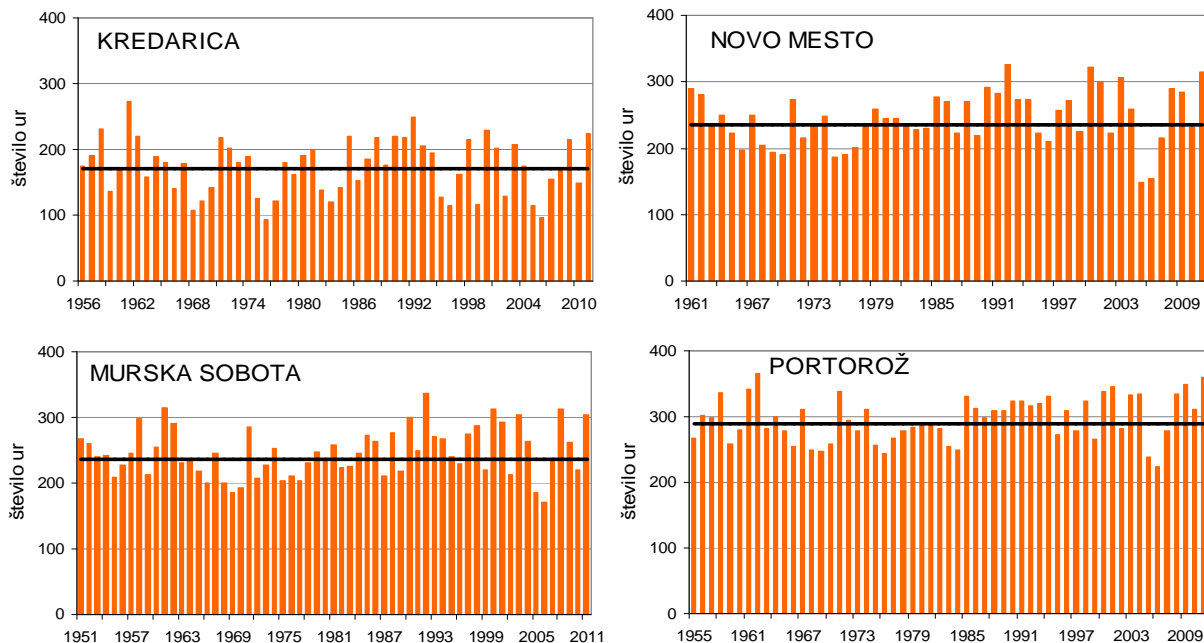 KREDARICA
število ur
400
300
200
100
0
1956 1962 1968 1974 1980 1986 1992 1998 2004 2010
NOVO MESTO
število ur
400
300
200
100
0
1961 1967 1973 1979 1985 1991 1997 2003 2009
MURSKA SOBOTA
število ur
400
300
200
100
0
1951 1957 1963 1969 1975 1981 1987 1993 1999 2005 2011
PORTOROŽ
število ur
400
300
200
100
0
1955 1961 1967 1973 1979 1985 1991 1997 2003 2009